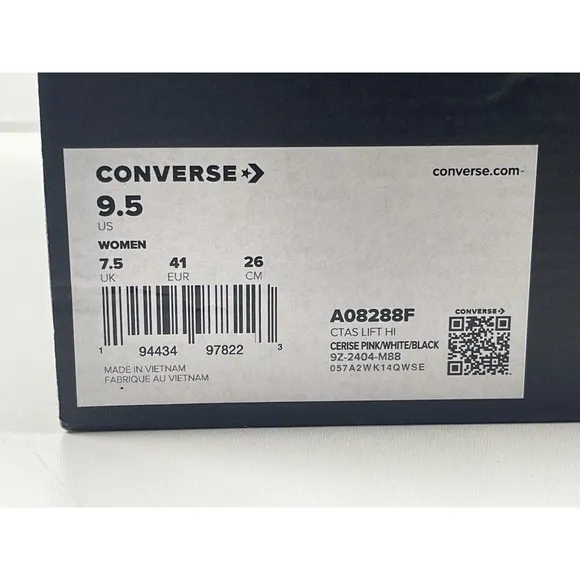 CONVERSE
converse.com
9.5
US
WOMEN
7.5 41 26
UK EUR CM
1 94434 97822 3
MADE IN VIETNAM
FABRIQUE AU VIETNAM
A08288F
CTAS LIFT HI
CERISE PINK/WHITE/BLACK
9Z-2404-M88
057A2WK14QWSE
CONVERSE